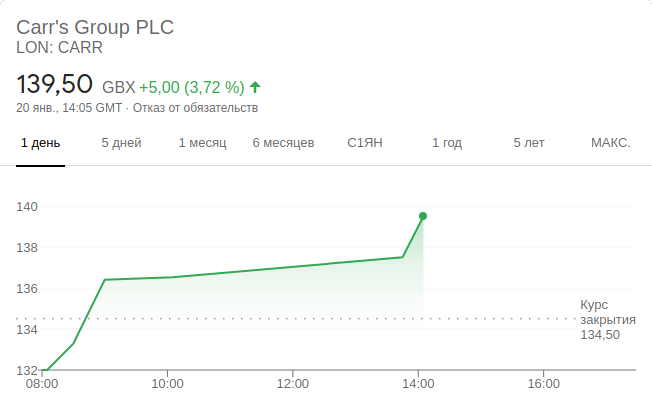 Carr's Group PLC
LON: CARR
139,50 GBX +5,00 (3,72 %)
20 янв., 14:05 GMT · Отказ от обязательств
1 день 5 дней 1 месяц 6 месяцев С1ЯН 1 год 5 лет МАКС.
140
138
136
134
132
Курс
закрытия
134,50
08:00 10:00 12:00 14:00 16:00